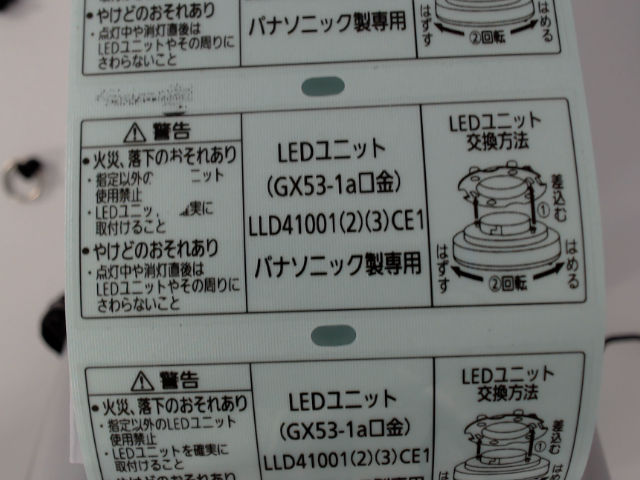 •やけどのおそれあり
・点灯中や消灯直後は
LEDユニットやその周りに
さわらないこと
パナソニック製専用
はずす
②回転
はめる
⚠警告
•火災、落下のおそれあり
・指定以外の ニット
使用禁止
・LEDユニッ 確実に
取付けること
•やけどのおそれあり
・点灯中や消灯直後は
LEDユニットやその周りに
さわらないこと
LEDユニット
(GX53-1a口金)
LLD41001(2)(3)CE1
パナソニック製専用
LEDユニット
交換方法
差込む
①
はずす
②回転
はめる
⚠警告
•火災、落下のおそれあり
・指定以外のLEDユニット
使用禁止
・LEDユニットを確実に
取付けること
•やけどのおそれあり
LEDユニット
(GX53-1a口金)
LLD41001(2)(3)CE1
LEDユニット
交換方法
差込む
①